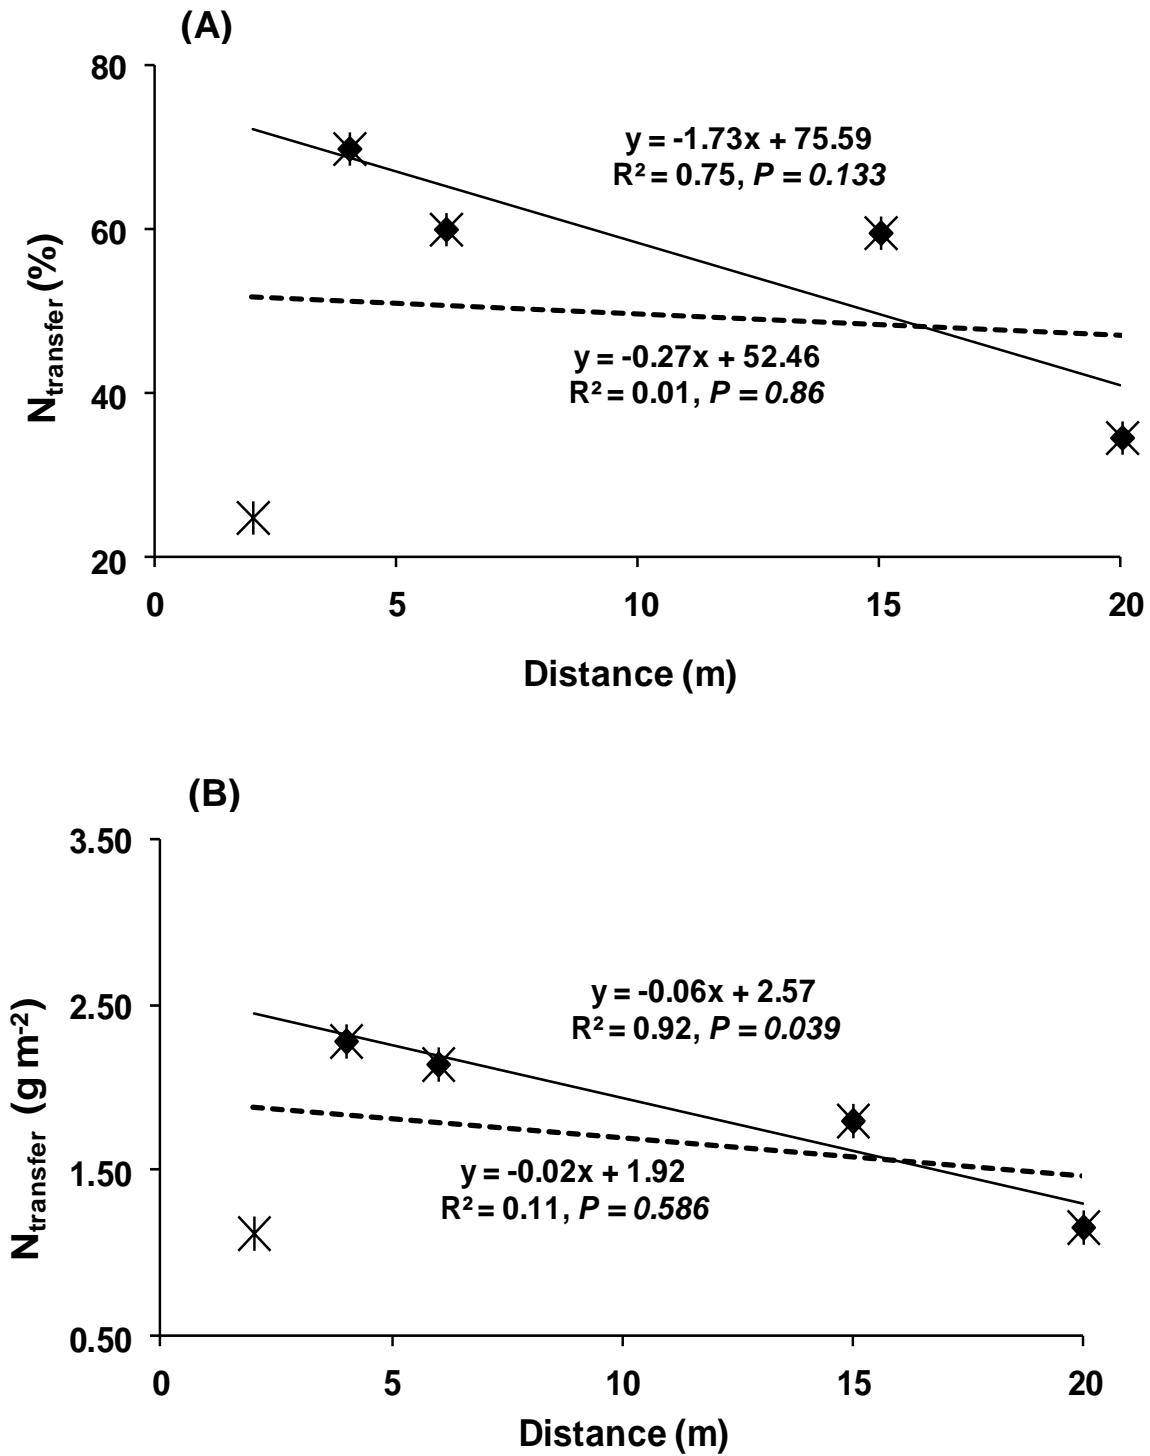 (A)
80
60
40
20
N_transfer (%)
y = -1.73x + 75.59
R² = 0.75, P = 0.133
y = -0.27x + 52.46
R² = 0.01, P = 0.86
0 5 10 15 20
Distance (m)
(B)
3.50
2.50
1.50
0.50
N_transfer (g m⁻²)
y = -0.06x + 2.57
R² = 0.92, P = 0.039
y = -0.02x + 1.92
R² = 0.11, P = 0.586
0 5 10 15 20
Distance (m)